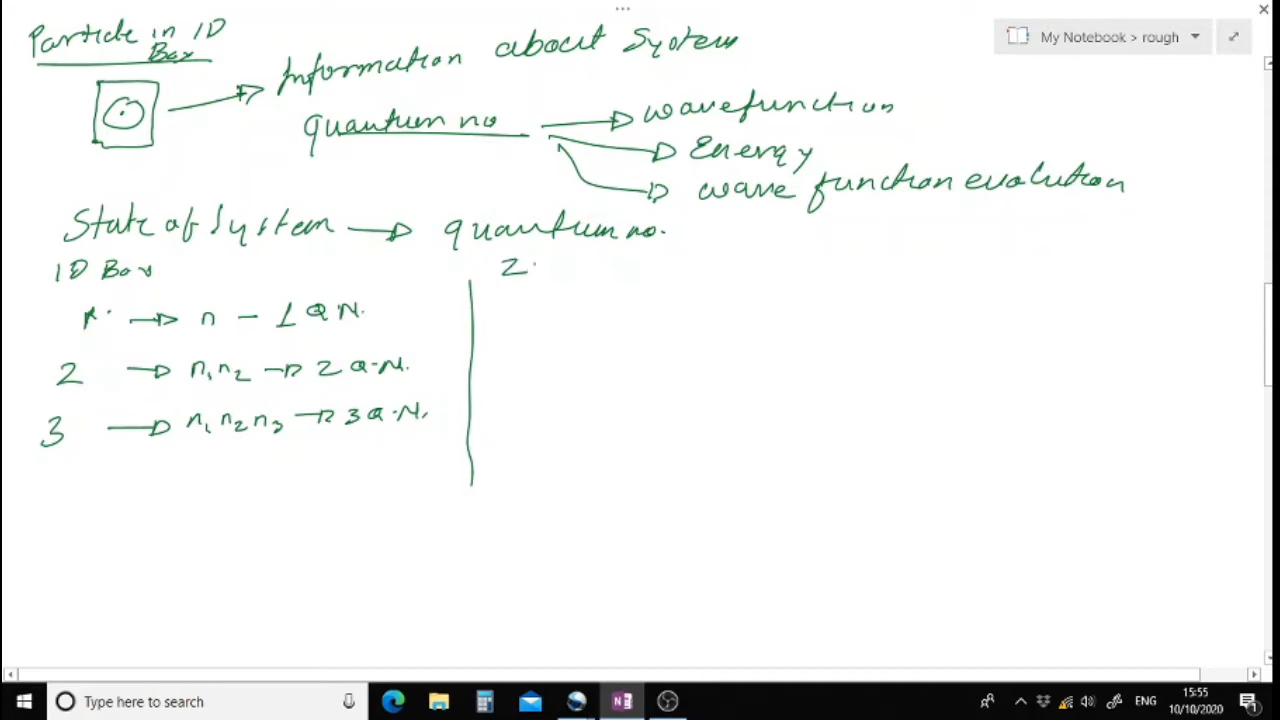 Particle in 1D
Box
Information about System
quantum no
wavefunction
Energy
wave function evolution
State of System → quantum no.
1D Box
2.
→ n - 1 Q N.
2 → n₁ n₂ → 2 Q.N.
3 → n₁ n₂ n₃ → 3 Q.N.
My Notebook > rough
Type here to search
ENG
15:55
10/10/2020
1